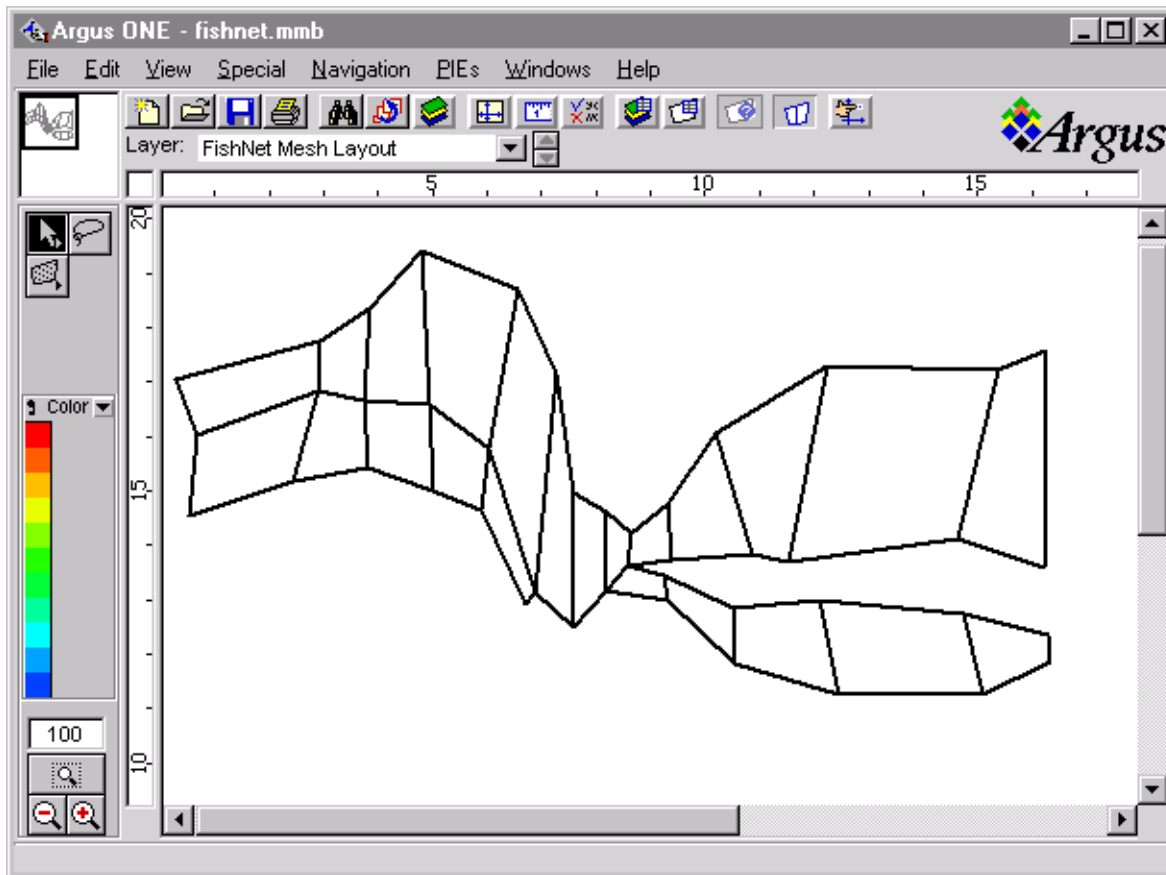 Argus ONE - fishnet.mmb
File Edit View Special Navigation PIEs Windows Help
Layer: FishNet Mesh Layout
Argus
5 10 15
20
15
10
Color
100